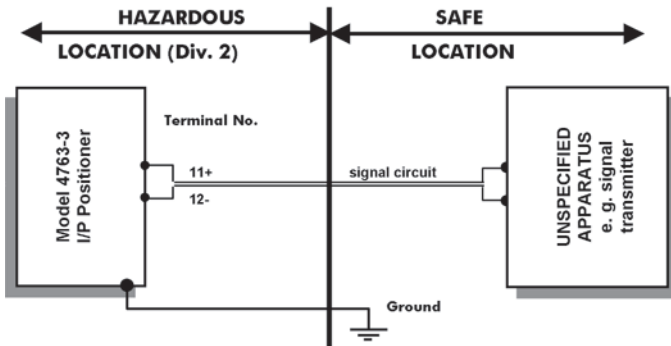 HAZARDOUS
LOCATION (Div. 2)
SAFE
LOCATION
Model 4763-3
I/P Positioner
Terminal No.
11+
12-
signal circuit
UNSPECIFIED
APPARATUS
e. g. signal
transmitter
Ground